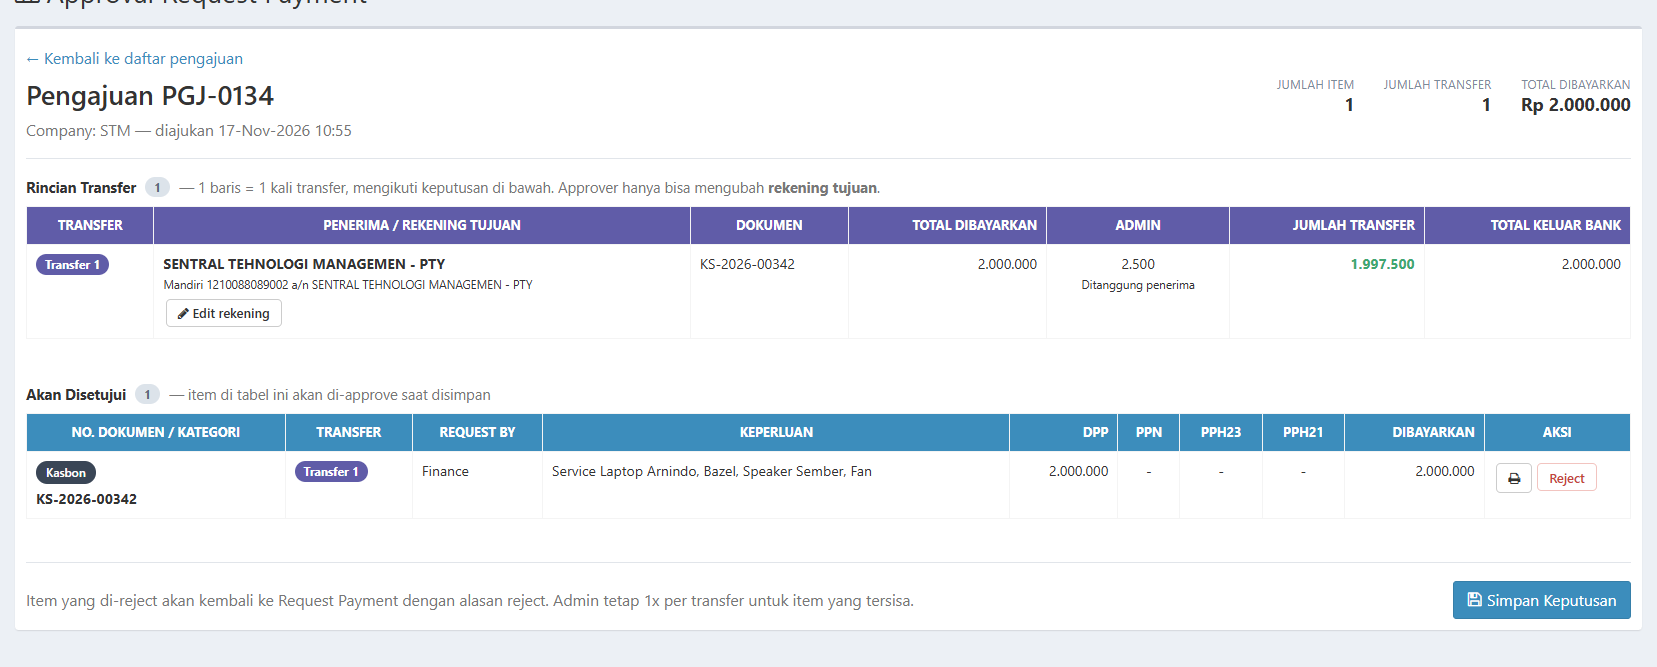 Approval Request Payment
← Kembali ke daftar pengajuan
Pengajuan PGJ-0134
Company: STM — diajukan 17-Nov-2026 10:55
JUMLAH ITEM
1
JUMLAH TRANSFER
1
TOTAL DIBAYARKAN
Rp 2.000.000
Rincian Transfer 1 — 1 baris = 1 kali transfer, mengikuti keputusan di bawah. Approver hanya bisa mengubah rekening tujuan.
TRANSFER PENERIMA / REKENING TUJUAN DOKUMEN TOTAL DIBAYARKAN ADMIN JUMLAH TRANSFER TOTAL KELUAR BANK
Transfer 1 SENTRAL TEHNOLOGI MANAGEMEN - PTY KS-2026-00342 2.000.000 2.500 1.997.500 2.000.000
Mandiri 1210088089002 a/n SENTRAL TEHNOLOGI MANAGEMEN - PTY Ditanggung penerima
Edit rekening
Akan Disetujui 1 — item di tabel ini akan di-approve saat disimpan
NO. DOKUMEN / KATEGORI TRANSFER REQUEST BY KEPERLUAN DPP PPN PPH23 PPH21 DIBAYARKAN AKSI
Kasbon Transfer 1 Finance Service Laptop Arnindo, Bazel, Speaker Sember, Fan 2.000.000 - - - 2.000.000 Reject
KS-2026-00342
Item yang di-reject akan kembali ke Request Payment dengan alasan reject. Admin tetap 1x per transfer untuk item yang tersisa.
Simpan Keputusan